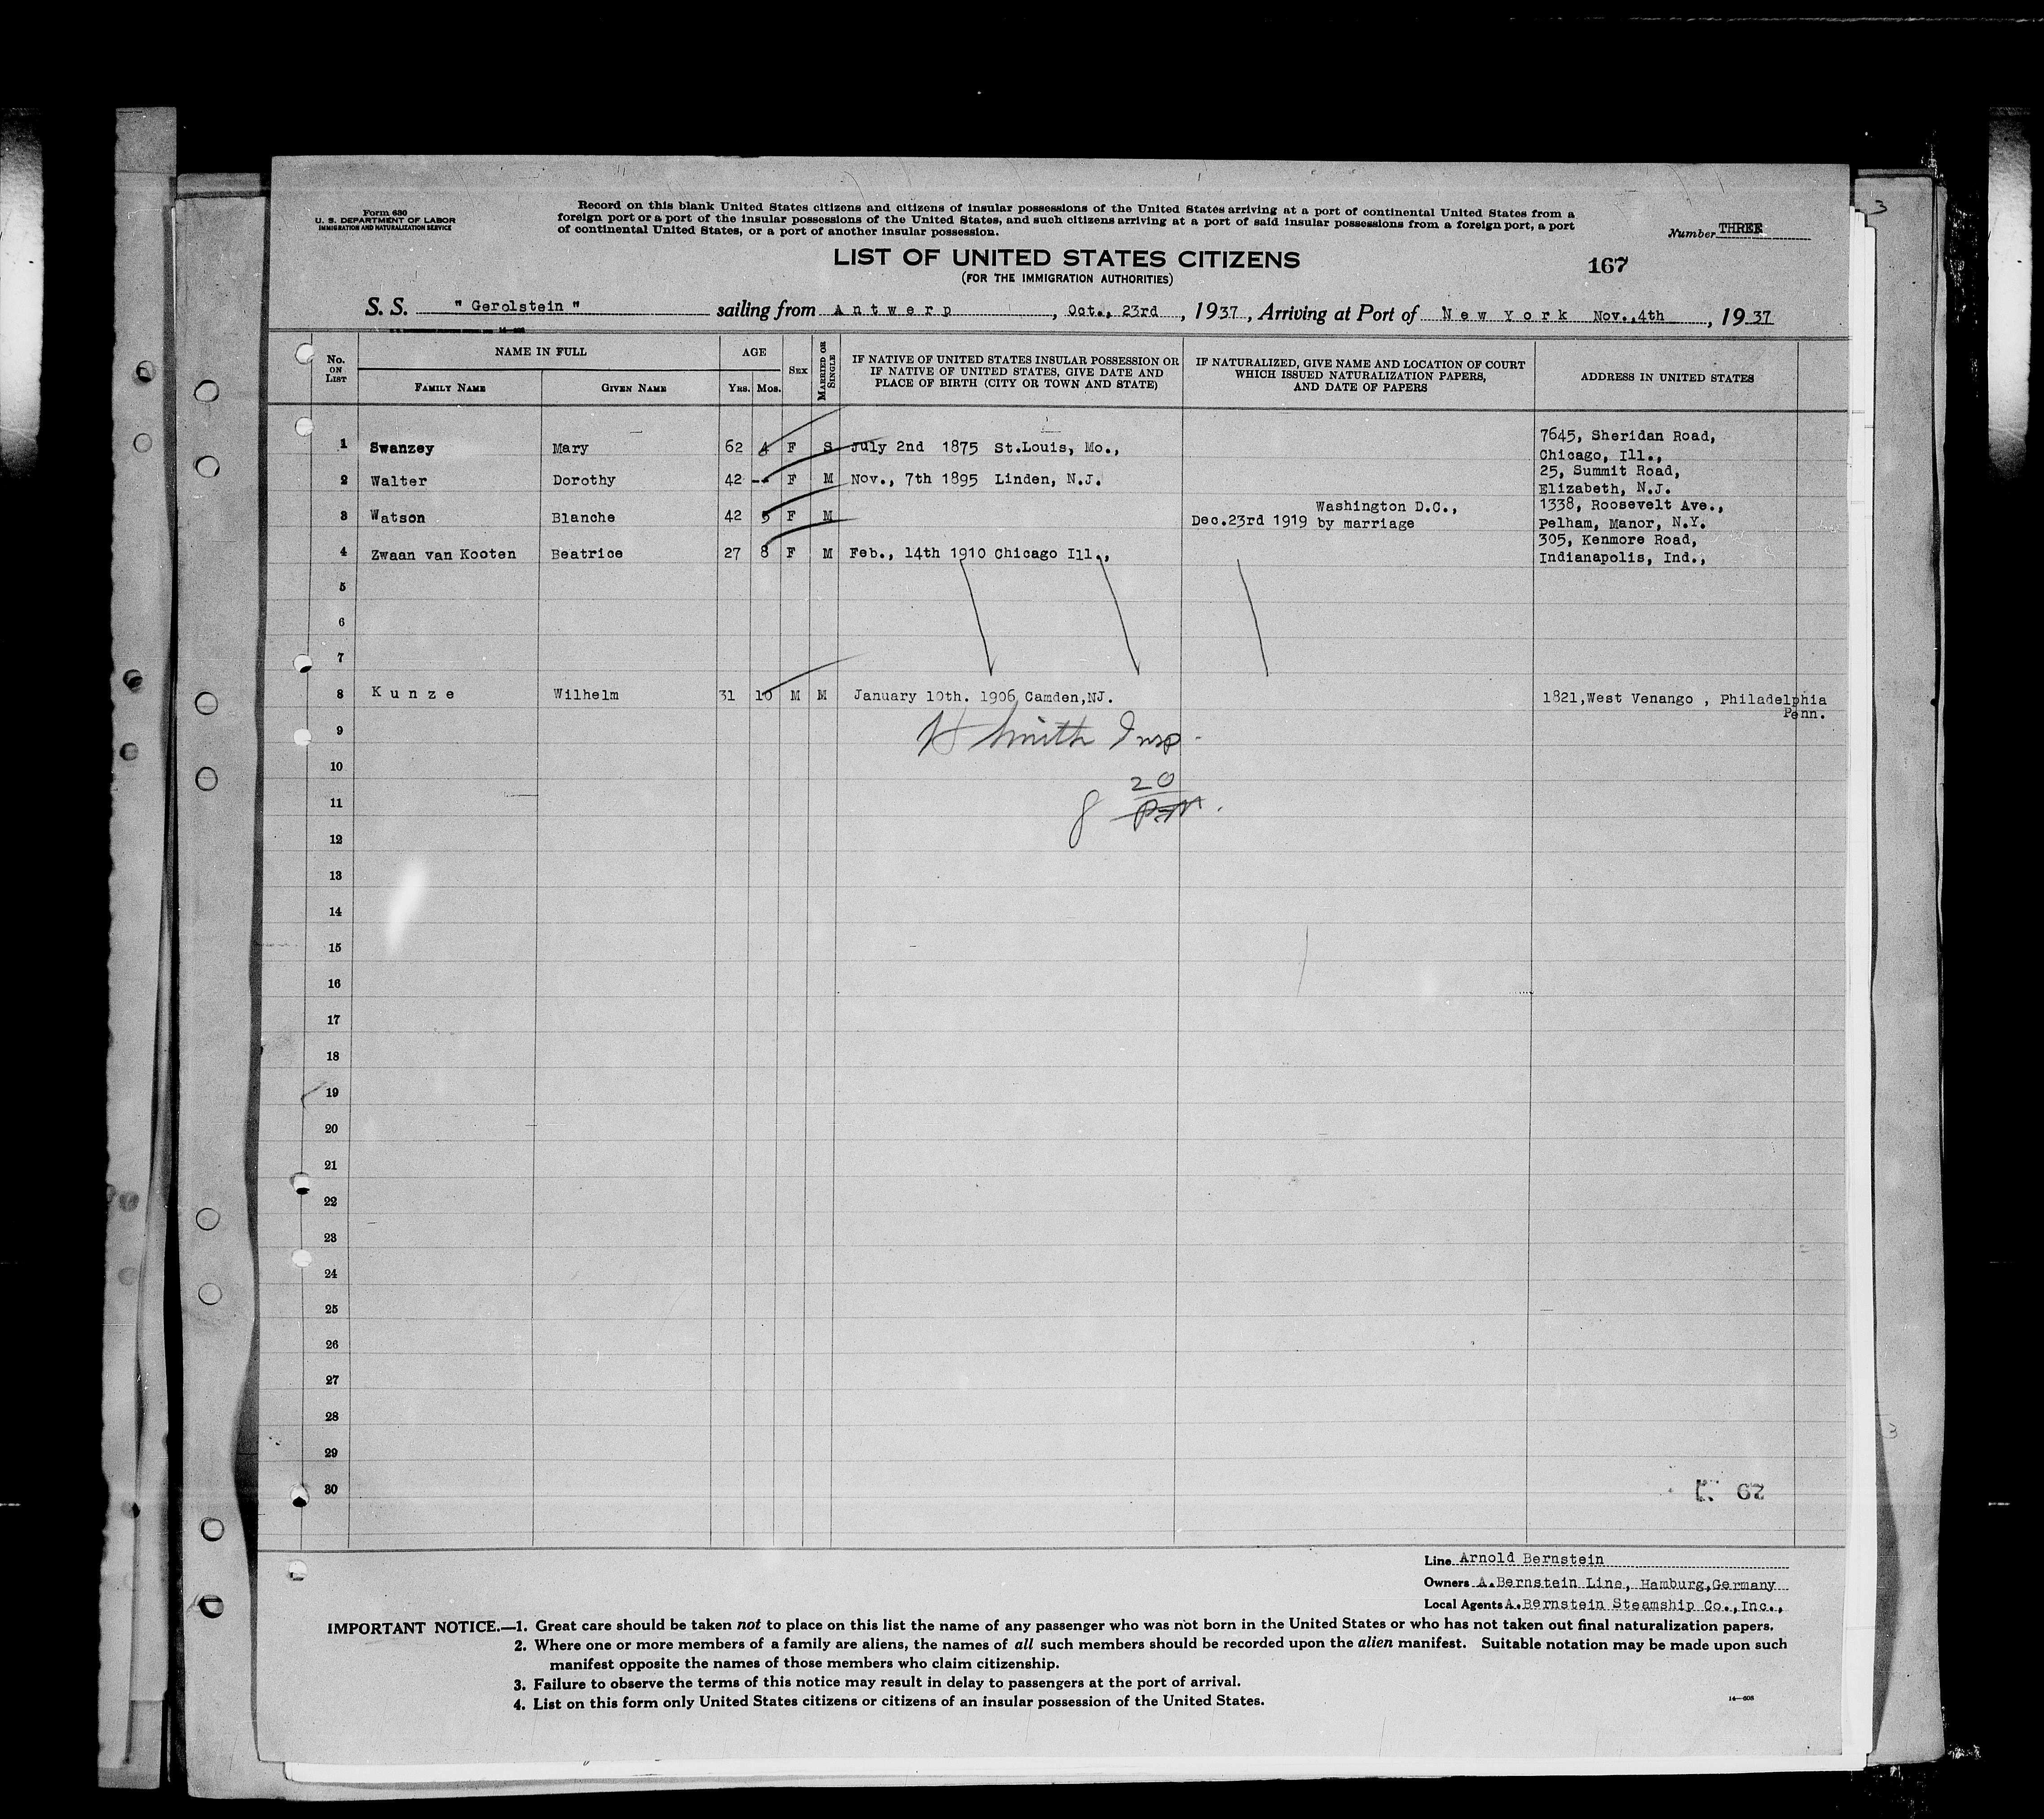 3
Form 630
U. S. DEPARTMENT OF LABOR
IMMIGRATION AND NATURALIZATION SERVICE
Record on this blank United States citizens and citizens of insular possessions of the United States arriving at a port of continental United States from a
foreign port or a port of the insular possessions of the United States, and such citizens arriving at a port of said insular possessions from a foreign port, a port
of continental United States, or a port of another insular possession.
Number THREE
LIST OF UNITED STATES CITIZENS
(FOR THE IMMIGRATION AUTHORITIES)
167
S. S. " Gerolstein " sailing from Antwerp , Oct., 23rd , 1937 , Arriving at Port of New York Nov.,4th , 1937
No. ON LIST
NAME IN FULL
FAMILY NAME
GIVEN NAME
AGE
YRS. MOS.
SEX
MARRIED OR SINGLE
IF NATIVE OF UNITED STATES INSULAR POSSESSION OR
IF NATIVE OF UNITED STATES, GIVE DATE AND
PLACE OF BIRTH (CITY OR TOWN AND STATE)
IF NATURALIZED, GIVE NAME AND LOCATION OF COURT
WHICH ISSUED NATURALIZATION PAPERS,
AND DATE OF PAPERS
ADDRESS IN UNITED STATES
1 Swanzey Mary 62 4 F S July 2nd 1875 St.Louis, Mo., 7645, Sheridan Road,
Chicago, Ill.,
2 Walter Dorothy 42 -- F M Nov., 7th 1895 Linden, N.J. 25, Summit Road,
Elizabeth, N.J.
3 Watson Blanche 42 5 F M Washington D.C., 1338, Roosevelt Ave.,
Dec.23rd 1919 by marriage Pelham, Manor, N.Y.
4 Zwaan van Kooten Beatrice 27 8 F M Feb., 14th 1910 Chicago Ill., 305, Kenmore Road,
Indianapolis, Ind.,
5
6
7
8 Kunze Wilhelm 31 10 M M January 10th. 1906 Camden,NJ. 1821,West Venango , Philadelphia
Penn.
9 H Smith Insp.
10
20
11
8
12
13
14
15
16
17
18
19
20
21
22
23
24
25
26
27
28
29
30
3
Line Arnold Bernstein
Owners A.Bernstein Line, Hamburg,Germany
Local Agents A.Bernstein Steamship Co.,Inc.,
IMPORTANT NOTICE.—1. Great care should be taken not to place on this list the name of any passenger who was not born in the United States or who has not taken out final naturalization papers.
2. Where one or more members of a family are aliens, the names of all such members should be recorded upon the alien manifest. Suitable notation may be made upon such
manifest opposite the names of those members who claim citizenship.
3. Failure to observe the terms of this notice may result in delay to passengers at the port of arrival.
4. List on this form only United States citizens or citizens of an insular possession of the United States.
14—608